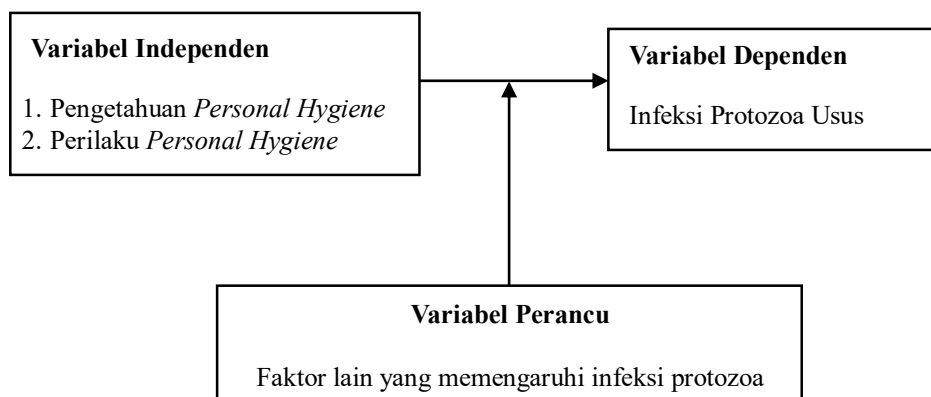 Variabel Independen
1. Pengetahuan Personal Hygiene
2. Perilaku Personal Hygiene
Variabel Dependen
Infeksi Protozoa Usus
Variabel Perancu
Faktor lain yang memengaruhi infeksi protozoa